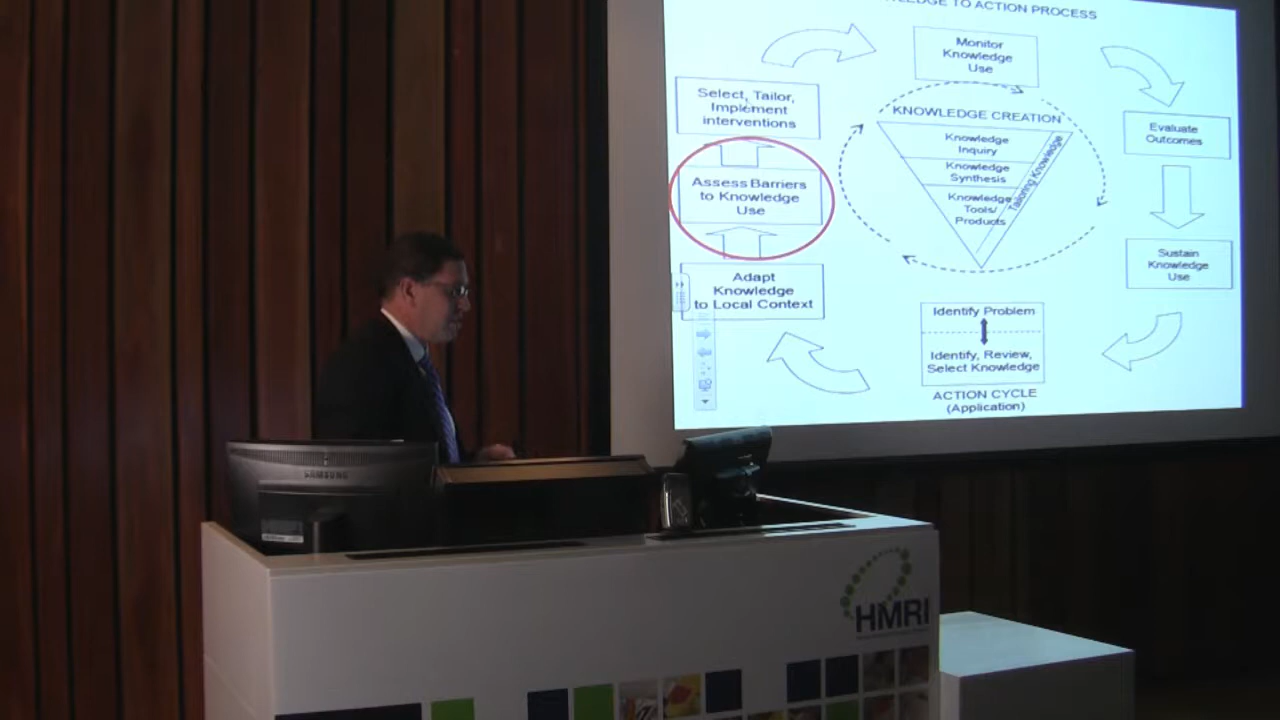 TO ACTION PROCESS
Monitor
Knowledge
Use
Select, Tailor,
Implement
interventions
KNOWLEDGE CREATION
Knowledge
Inquiry
Knowledge
Synthesis
Knowledge
Tools/
Products
Tailoring Knowledge
Evaluate
Outcomes
Assess Barriers
to Knowledge
Use
Sustain
Knowledge
Use
Adapt
Knowledge
to Local Context
Identify Problem
Identify, Review,
Select Knowledge
ACTION CYCLE
(Application)
SAMSUNG
HMRI